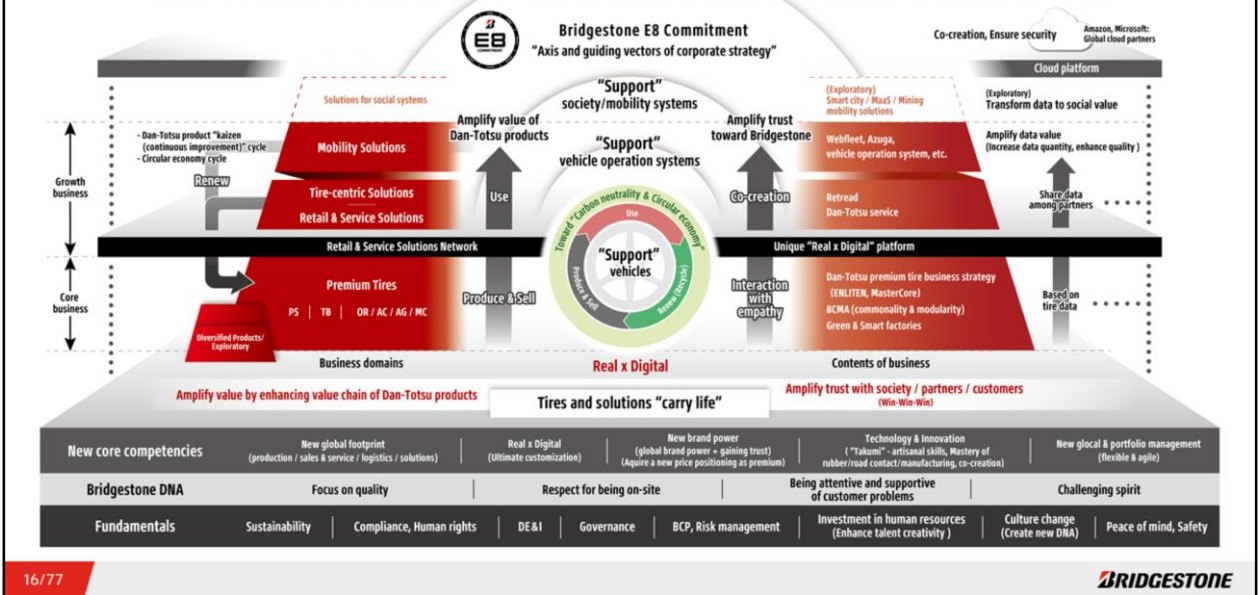 E8
COMMITMENT
Bridgestone E8 Commitment
“Axis and guiding vectors of corporate strategy”
Co-creation, Ensure security
Amazon, Microsoft:
Global cloud partners
Cloud platform
Solutions for social systems
“Support”
society/mobility systems
(Exploratory)
Smart city / MaaS / Mining
mobility solutions
(Exploratory)
Transform data to social value
- Dan-Totsu product “kaizen
(continuous improvement)” cycle
- Circular economy cycle
Renew
Mobility Solutions
Amplify value of
Dan-Totsu products
“Support”
vehicle operation systems
Amplify trust
toward Bridgestone
Webfleet, Azuga,
vehicle operation system, etc.
Amplify data value
(Increase data quantity, enhance quality )
Growth
business
Tire-centric Solutions
Retail & Service Solutions
Use
Co-creation
Retread
Dan-Totsu service
Share data
among partners
Retail & Service Solutions Network
Unique “Real x Digital” platform
Toward “Carbon neutrality & Circular economy”
Use
Produce & Sell
Renew (Recycle)
“Support”
vehicles
Core
business
Premium Tires
PS | TB | OR / AC / AG / MC
Diversified Products/
Exploratory
Produce & Sell
Interaction
with
empathy
Dan-Totsu premium tire business strategy
(ENLITEN, MasterCore)
BCMA (commonality & modularity)
Green & Smart factories
Based on
tire data
Business domains
Real x Digital
Contents of business
Amplify value by enhancing value chain of Dan-Totsu products
Tires and solutions “carry life”
Amplify trust with society / partners / customers
(Win-Win-Win)
New core competencies
New global footprint
(production / sales & service / logistics / solutions)
Real x Digital
(Ultimate customization)
New brand power
(global brand power + gaining trust)
(Aquire a new price positioning as premium)
Technology & Innovation
( “Takumi” - artisanal skills, Mastery of
rubber/road contact/manufacturing, co-creation)
New glocal & portfolio management
(flexible & agile)
Bridgestone DNA
Focus on quality
Respect for being on-site
Being attentive and supportive
of customer problems
Challenging spirit
Fundamentals
Sustainability
Compliance, Human rights
DE&I
Governance
BCP, Risk management
Investment in human resources
(Enhance talent creativity )
Culture change
(Create new DNA)
Peace of mind, Safety
16/77
BRIDGESTONE